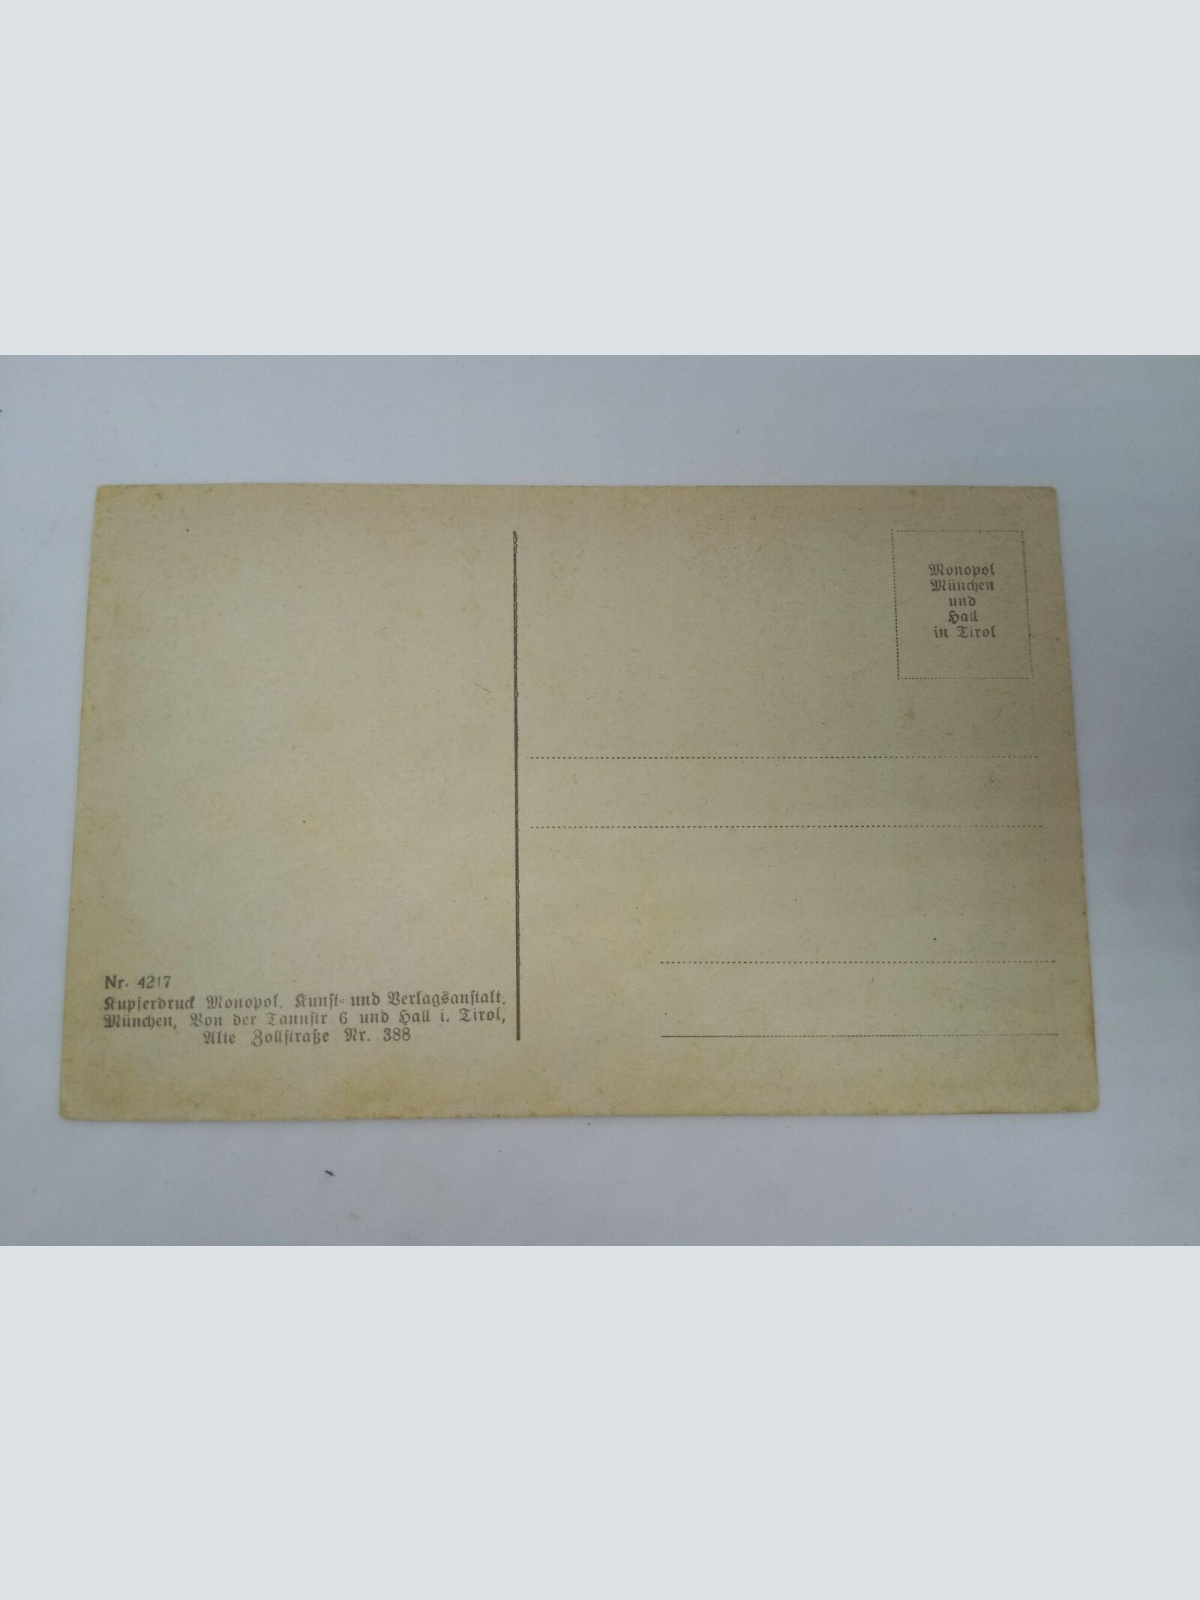 Nr. 4217
Kupferdruck Monopol, Kunst- und Verlagsanstalt,
München, Von der Tannstr 6 und Hall i. Tirol,
Alte Zollstraße Nr. 388
Monopol
München
und
Hall
in Tirol